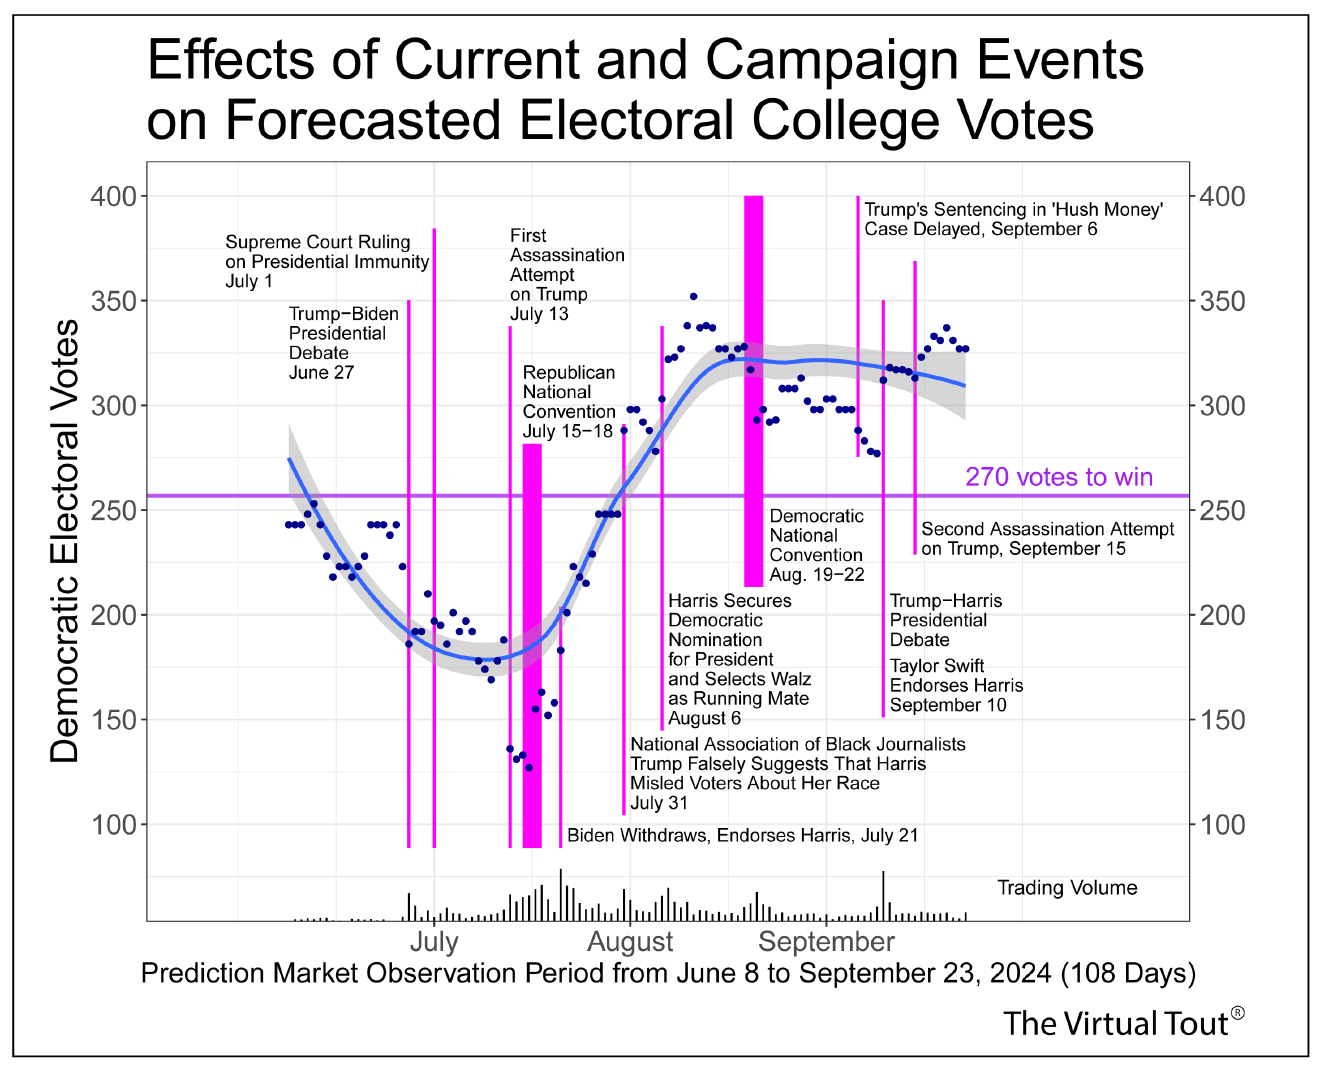 Effects of Current and Campaign Events
on Forecasted Electoral College Votes
Democratic Electoral Votes
400
350
300
250
200
150
100
400
350
300
250
200
150
100
Supreme Court Ruling
on Presidential Immunity
July 1
Trump−Biden
Presidential
Debate
June 27
First
Assassination
Attempt
on Trump
July 13
Republican
National
Convention
July 15−18
Trump's Sentencing in 'Hush Money'
Case Delayed, September 6
270 votes to win
Second Assassination Attempt
on Trump, September 15
Democratic
National
Convention
Aug. 19−22
Harris Secures
Democratic
Nomination
for President
and Selects Walz
as Running Mate
August 6
Trump−Harris
Presidential
Debate
Taylor Swift
Endorses Harris
September 10
National Association of Black Journalists
Trump Falsely Suggests That Harris
Misled Voters About Her Race
July 31
Biden Withdraws, Endorses Harris, July 21
Trading Volume
July
August
September
Prediction Market Observation Period from June 8 to September 23, 2024 (108 Days)
The Virtual Tout®